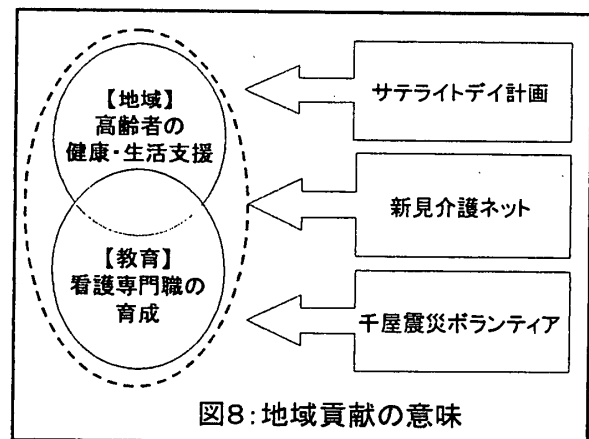 【地域】
高齢者の
健康・生活支援
【教育】
看護専門職の
育成
サテライトデイ計画
新見介護ネット
千屋震災ボランティア
図8:地域貢献の意味